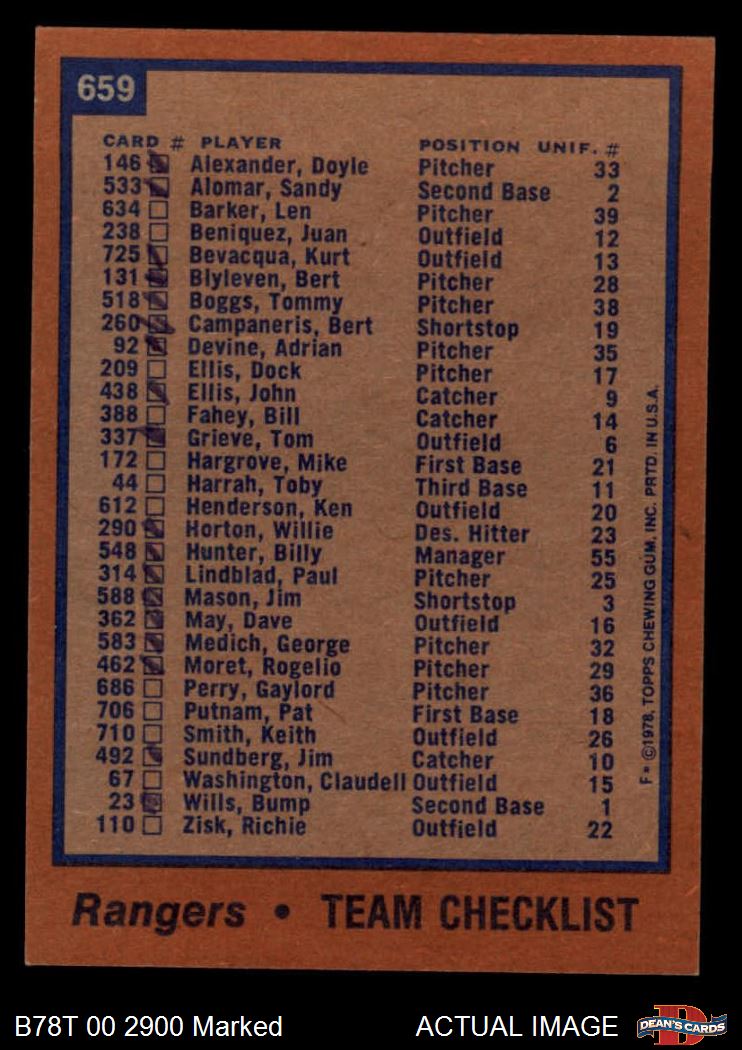 659
CARD # PLAYER POSITION UNIF. #
146 Alexander, Doyle Pitcher 33
533 Alomar, Sandy Second Base 2
634 Barker, Len Pitcher 39
238 Beniquez, Juan Outfield 12
725 Bevacqua, Kurt Outfield 13
131 Blyleven, Bert Pitcher 28
518 Boggs, Tommy Pitcher 38
260 Campaneris, Bert Shortstop 19
92 Devine, Adrian Pitcher 35
209 Ellis, Dock Pitcher 17
438 Ellis, John Catcher 9
388 Fahey, Bill Catcher 14
337 Grieve, Tom Outfield 6
172 Hargrove, Mike First Base 21
44 Harrah, Toby Third Base 11
612 Henderson, Ken Outfield 20
290 Horton, Willie Des. Hitter 23
548 Hunter, Billy Manager 55
314 Lindblad, Paul Pitcher 25
588 Mason, Jim Shortstop 3
362 May, Dave Outfield 16
583 Medich, George Pitcher 32
462 Moret, Rogelio Pitcher 29
686 Perry, Gaylord Pitcher 36
706 Putnam, Pat First Base 18
710 Smith, Keith Outfield 26
492 Sundberg, Jim Catcher 10
67 Washington, Claudell Outfield 15
23 Wills, Bump Second Base 1
110 Zisk, Richie Outfield 22
F* ©1978, TOPPS CHEWING GUM, INC. PRTD. IN U.S.A.
Rangers • TEAM CHECKLIST
B78T 00 2900 Marked ACTUAL IMAGE
D
DEAN'S CARDS